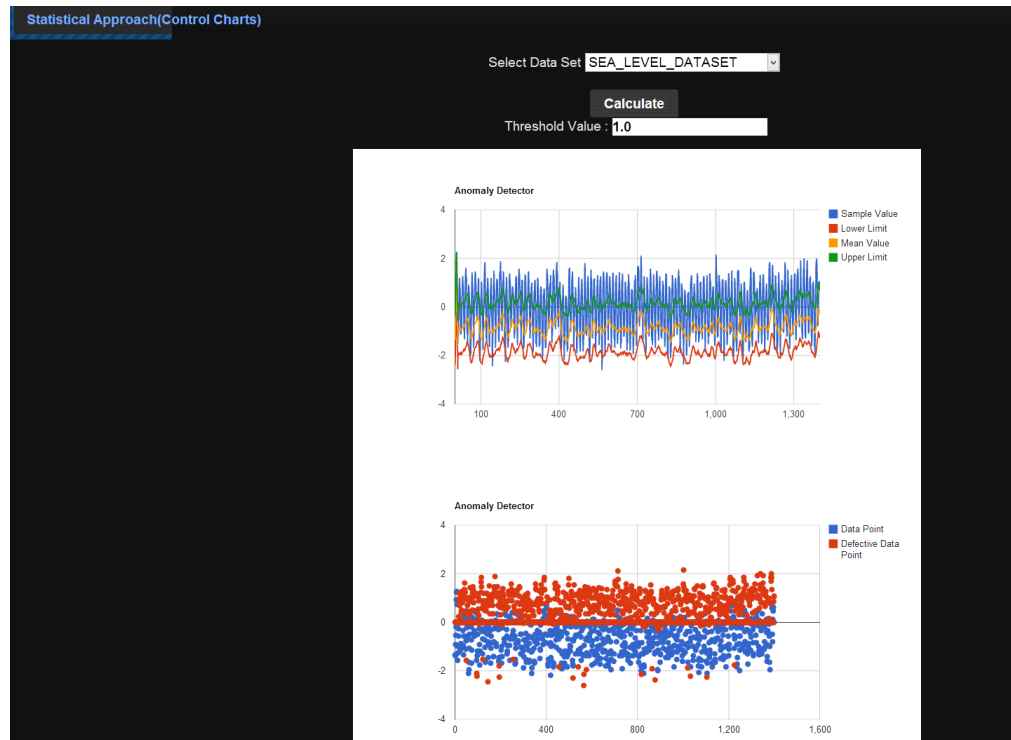 Statistical Approach(Control Charts)
Select Data Set SEA_LEVEL_DATASET
Calculate
Threshold Value : 1.0
Anomaly Detector
4
2
0
-2
-4
100 400 700 1,000 1,300
Sample Value
Lower Limit
Mean Value
Upper Limit
Anomaly Detector
4
2
0
-2
-4
0 400 800 1,200 1,600
Data Point
Defective Data
Point